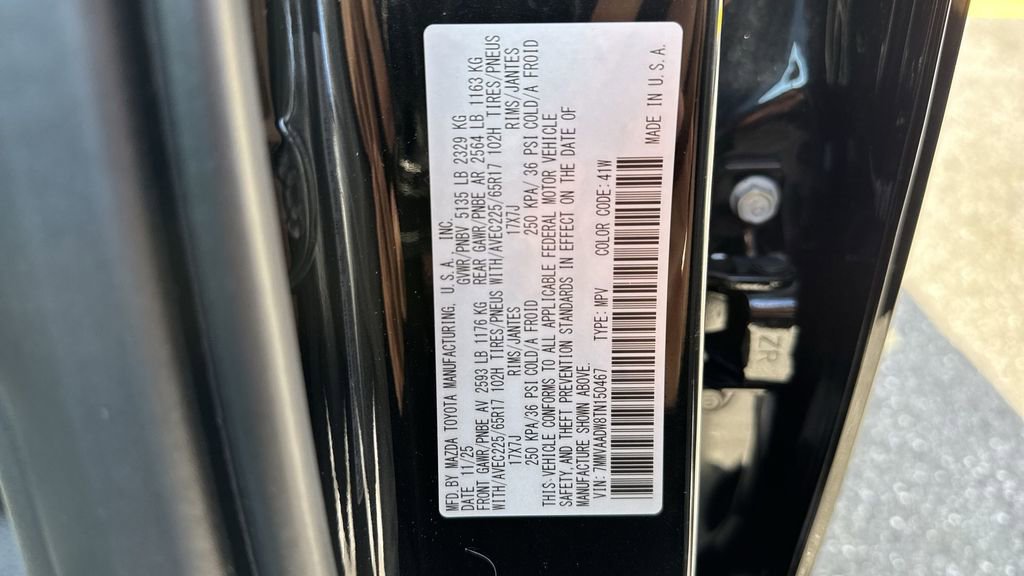 MFD.BY MAZDA TOYOTA MANUFACTURING, U.S.A., INC.
DATE 11/25 GVWR/PNBV 5135 LB 2329 KG
FRONT GAWR/PNBE AV 2593 LB 1176 KG REAR GAWR/PNBE AR 2564 LB 1163 KG
WITH/AVEC225/65R17 102H TIRES/PNEUS WITH/AVEC225/65R17 102H TIRES/PNEUS
17X7J RIMS/JANTES 17X7J RIMS/JANTES
250 KPA/36 PSI COLD/A FROID 250 KPA/ 36 PSI COLD/A FROID
THIS VEHICLE CONFORMS TO ALL APPLICABLE FEDERAL MOTOR VEHICLE
SAFETY, AND THEFT PREVENTION STANDARDS IN EFFECT ON THE DATE OF
MANUFACTURE SHOWN ABOVE.
VIN: 7MMVAADW8TN150467 TYPE: MPV COLOR CODE: 41W
MADE IN U.S.A.
ZR